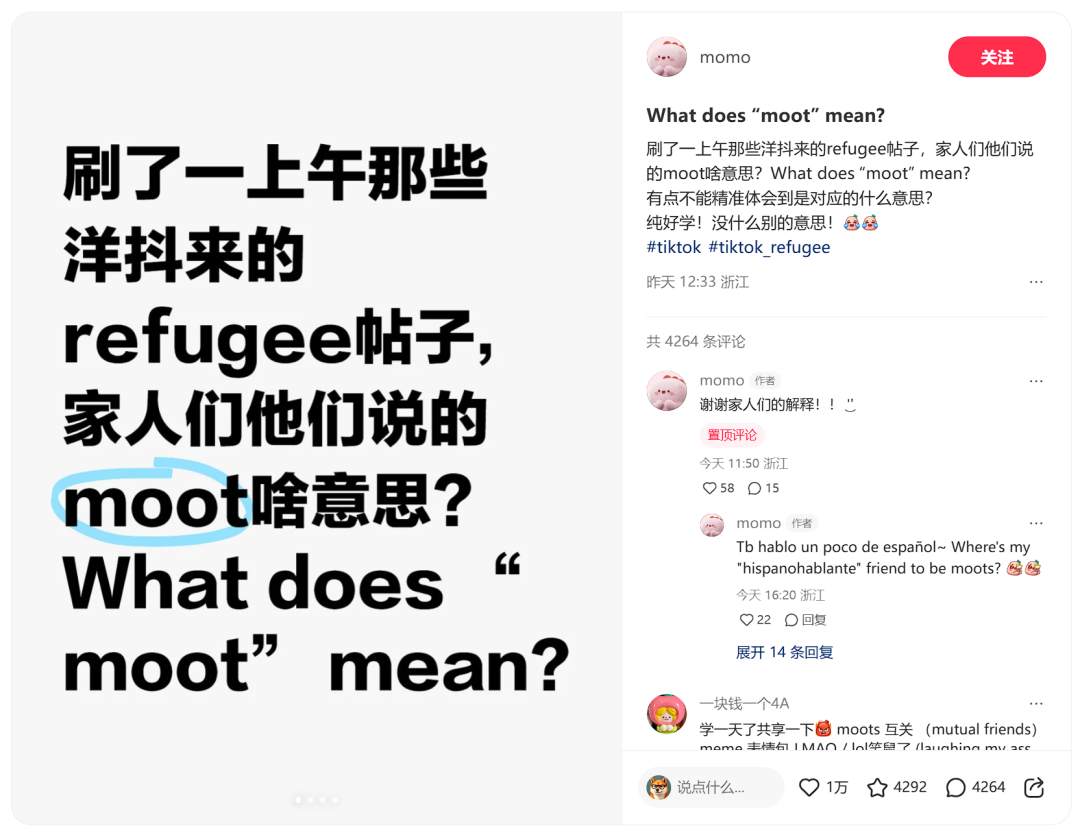 刷了一上午那些
洋抖来的
refugee帖子，
家人们他们说的
moot啥意思？
What does “
moot” mean?
momo
关注
What does “moot” mean?
刷了一上午那些洋抖来的refugee帖子，家人们他们说
的moot啥意思？What does “moot” mean?
有点不能精准体会到是对应的什么意思？
纯好学！没什么别的意思！
#tiktok #tiktok_refugee
昨天 12:33 浙江
共 4264 条评论
momo 作者
谢谢家人们的解释！！ ¨̮
置顶评论
今天 11:50 浙江
58 15
momo 作者
Tb hablo un poco de español~ Where's my
"hispanohablante" friend to be moots?
今天 16:20 浙江
22 回复
展开 14 条回复
一块钱一个4A
学一天了共享一下 moots 互关 （mutual friends）
meme 表情包 LMAO / lol笑鼠了 (laughing my ass
说点什么...
1万 4292 4264